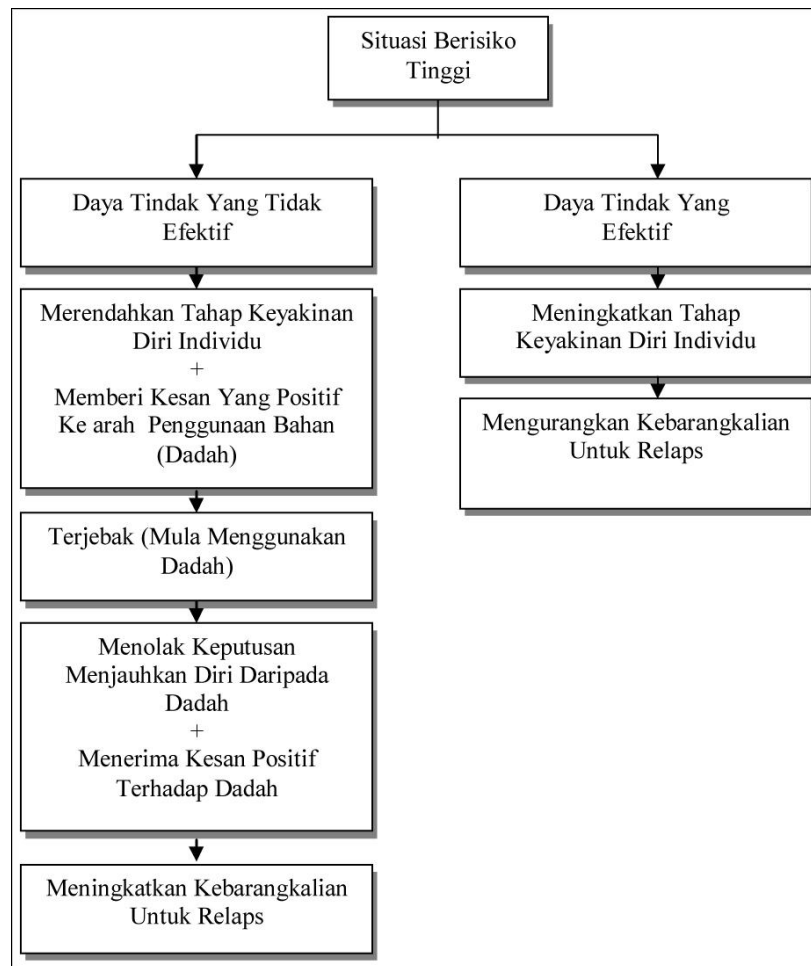 Situasi Berisiko
Tinggi
Daya Tindak Yang Tidak
Efektif
Merendahkan Tahap Keyakinan
Diri Individu
+
Memberi Kesan Yang Positif
Ke arah Penggunaan Bahan
(Dadah)
Terjebak (Mula Menggunakan
Dadah)
Menolak Keputusan
Menjauhkan Diri Daripada
Dadah
+
Menerima Kesan Positif
Terhadap Dadah
Meningkatkan Kebarangkalian
Untuk Relaps
Daya Tindak Yang
Efektif
Meningkatkan Tahap
Keyakinan Diri Individu
Mengurangkan Kebarangkalian
Untuk Relaps